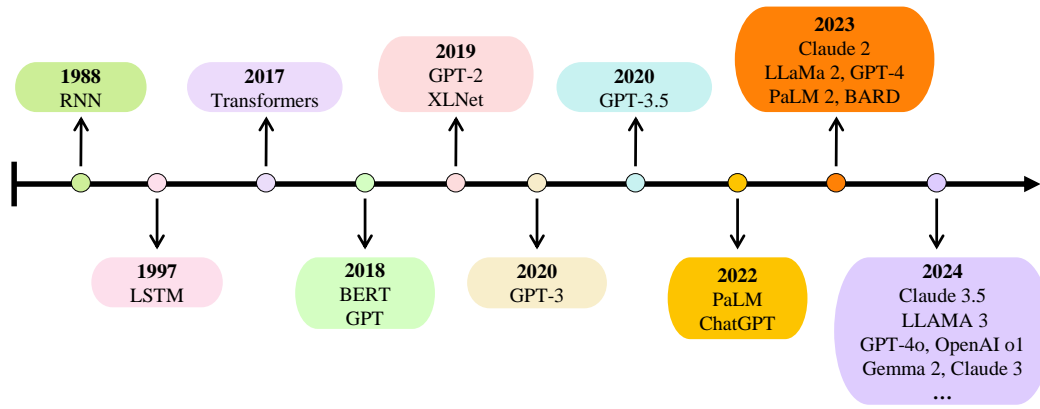 1988
RNN
1997
LSTM
2017
Transformers
2018
BERT
GPT
2019
GPT-2
XLNet
2020
GPT-3
2020
GPT-3.5
2022
PaLM
ChatGPT
2023
Claude 2
LLaMa 2, GPT-4
PaLM 2, BARD
2024
Claude 3.5
LLAMA 3
GPT-4o, OpenAI o1
Gemma 2, Claude 3
...